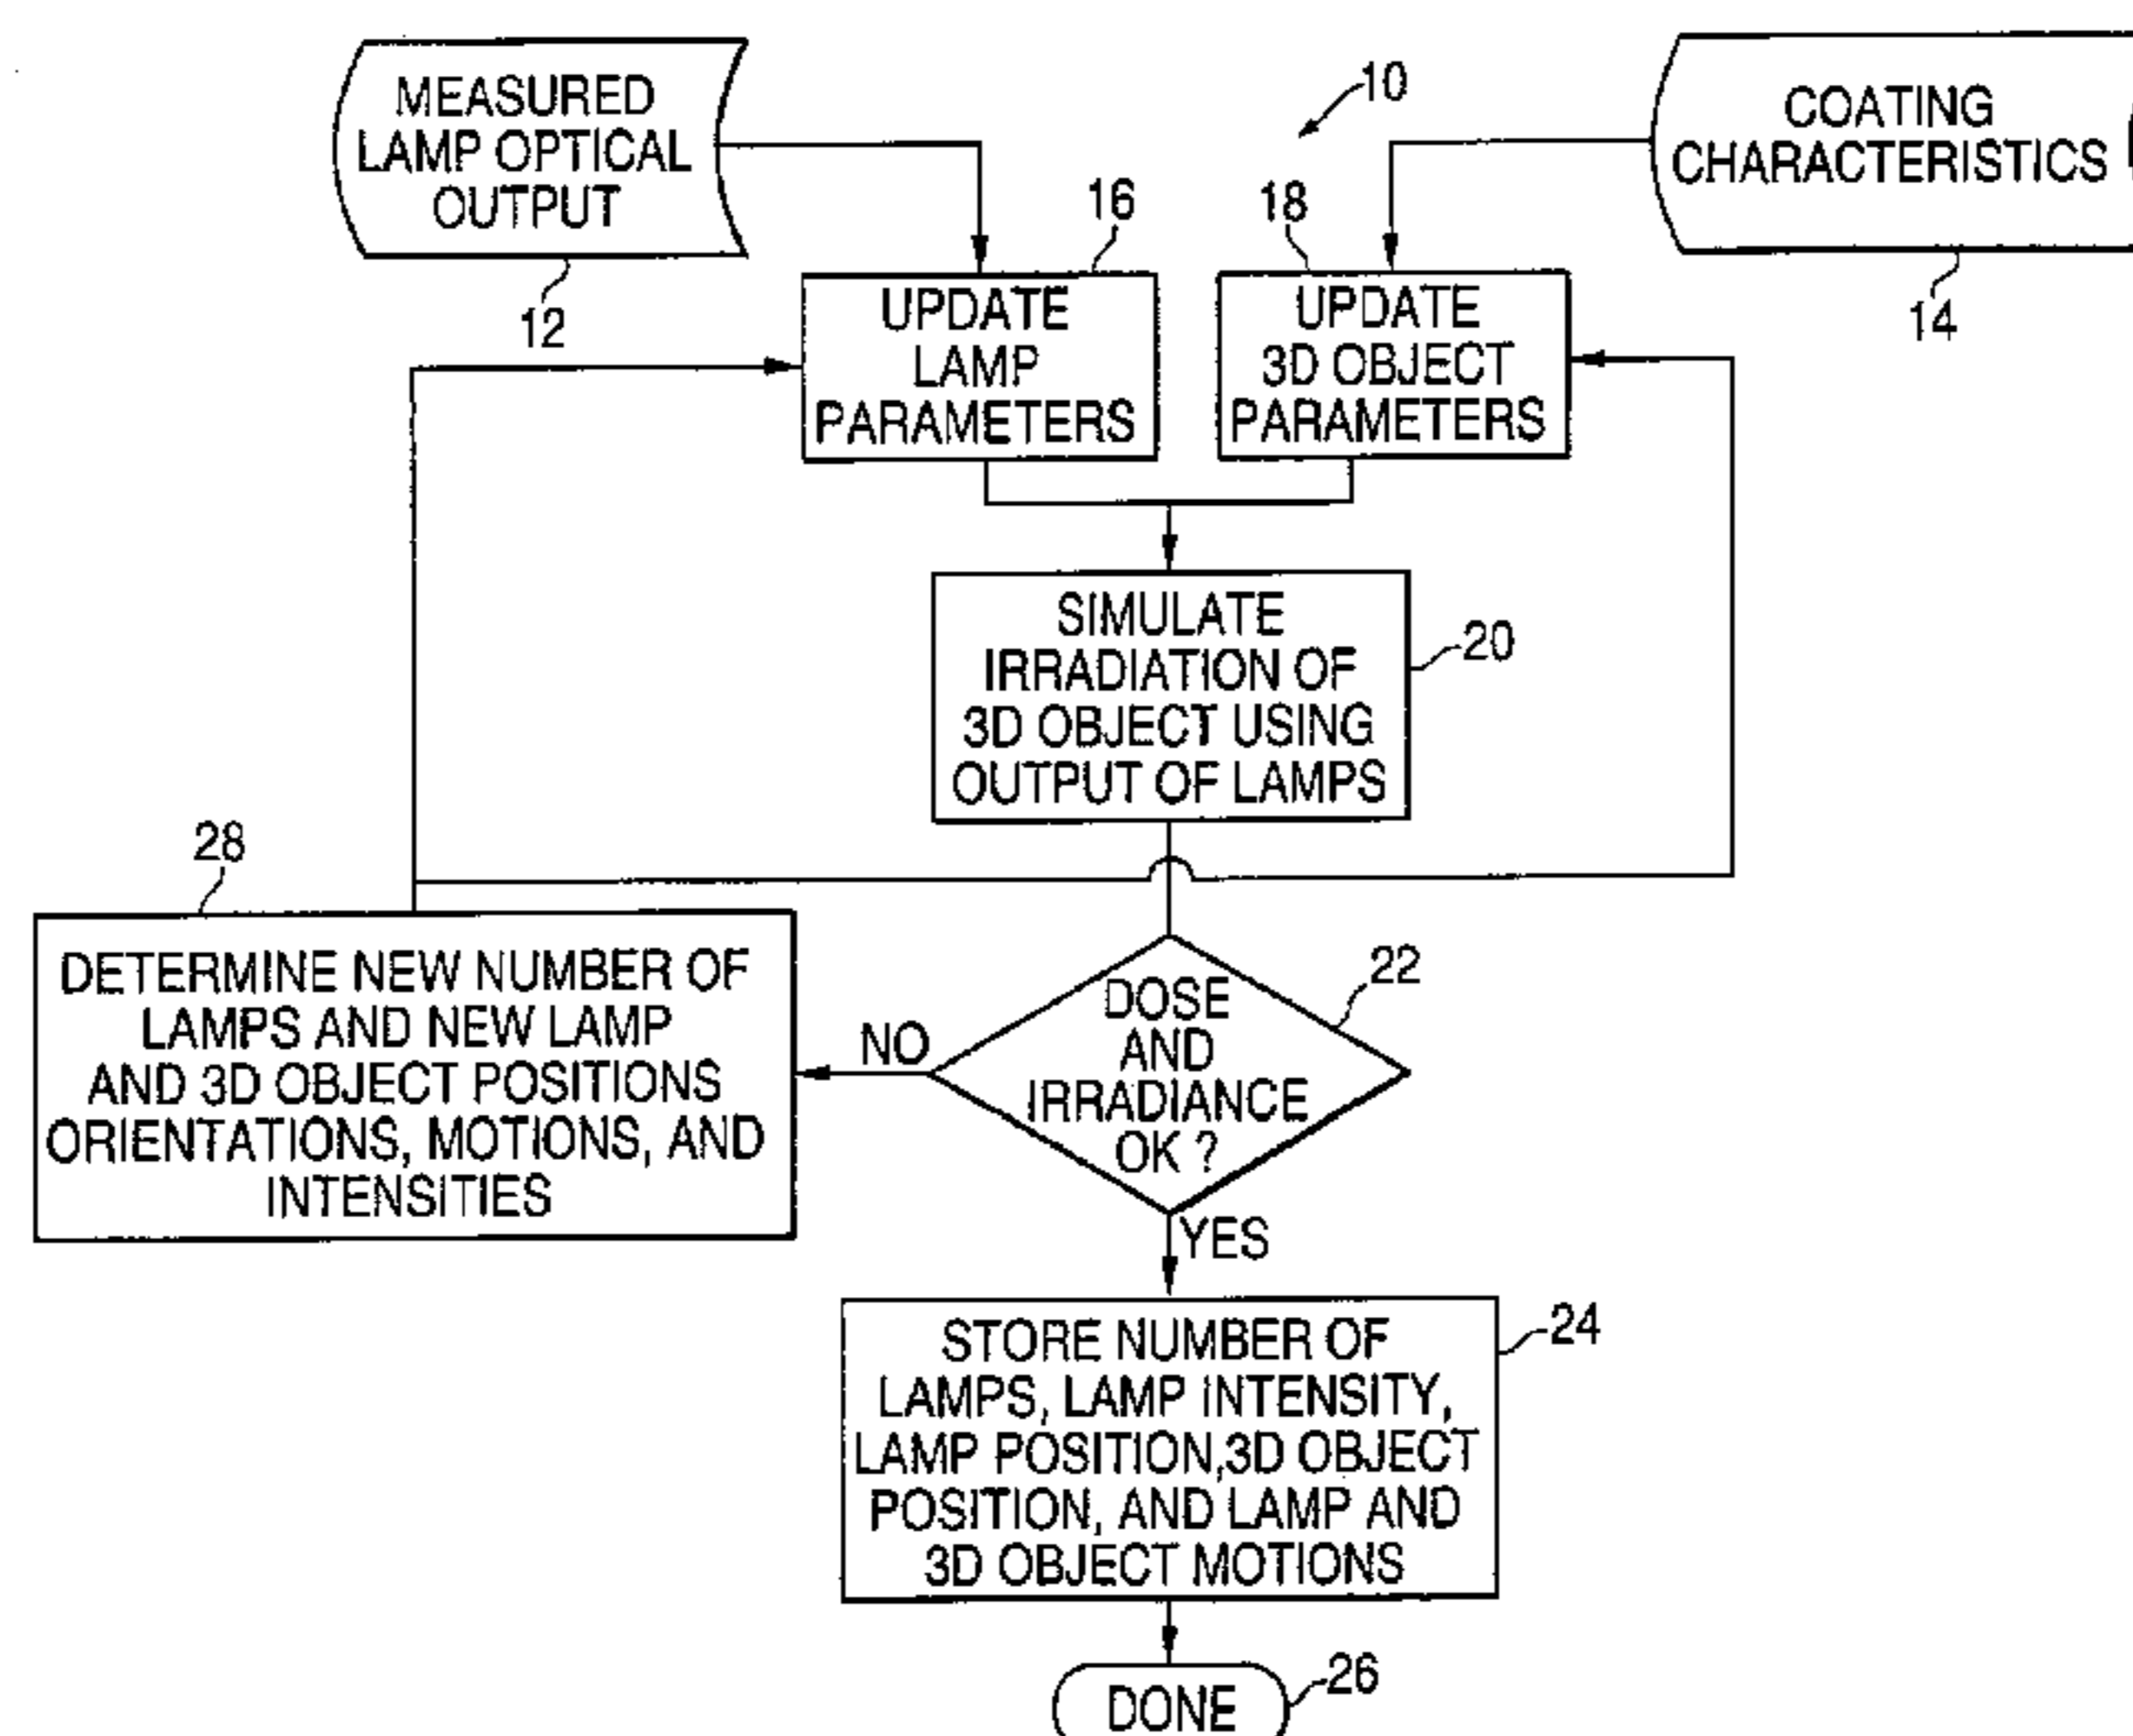 MEASURED
LAMP OPTICAL
OUTPUT
12
10
COATING
CHARACTERISTICS
14
16
UPDATE
LAMP
PARAMETERS
18
UPDATE
3D OBJECT
PARAMETERS
SIMULATE
IRRADIATION OF
3D OBJECT USING
OUTPUT OF LAMPS
20
28
DETERMINE NEW NUMBER OF
LAMPS AND NEW LAMP
AND 3D OBJECT POSITIONS
ORIENTATIONS, MOTIONS, AND
INTENSITIES
NO
DOSE
AND
IRRADIANCE
OK ?
22
YES
STORE NUMBER OF
LAMPS, LAMP INTENSITY,
LAMP POSITION,3D OBJECT
POSITION, AND LAMP AND
3D OBJECT MOTIONS
24
DONE
26